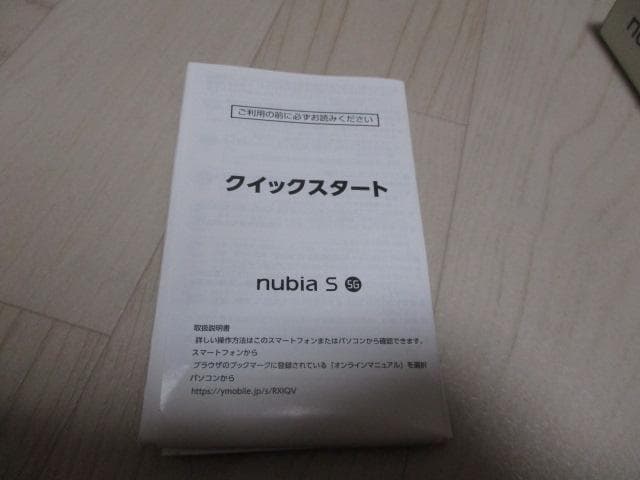 ご利用の前に必ずお読みください
クイックスタート
nubia S 5G
取扱説明書
詳しい操作方法はこのスマートフォンまたはパソコンから確認できます。
スマートフォンから
ブラウザのブックマークに登録されている「オンラインマニュアル」を選択
パソコンから
https://ymobile.jp/s/RXIQV
nu